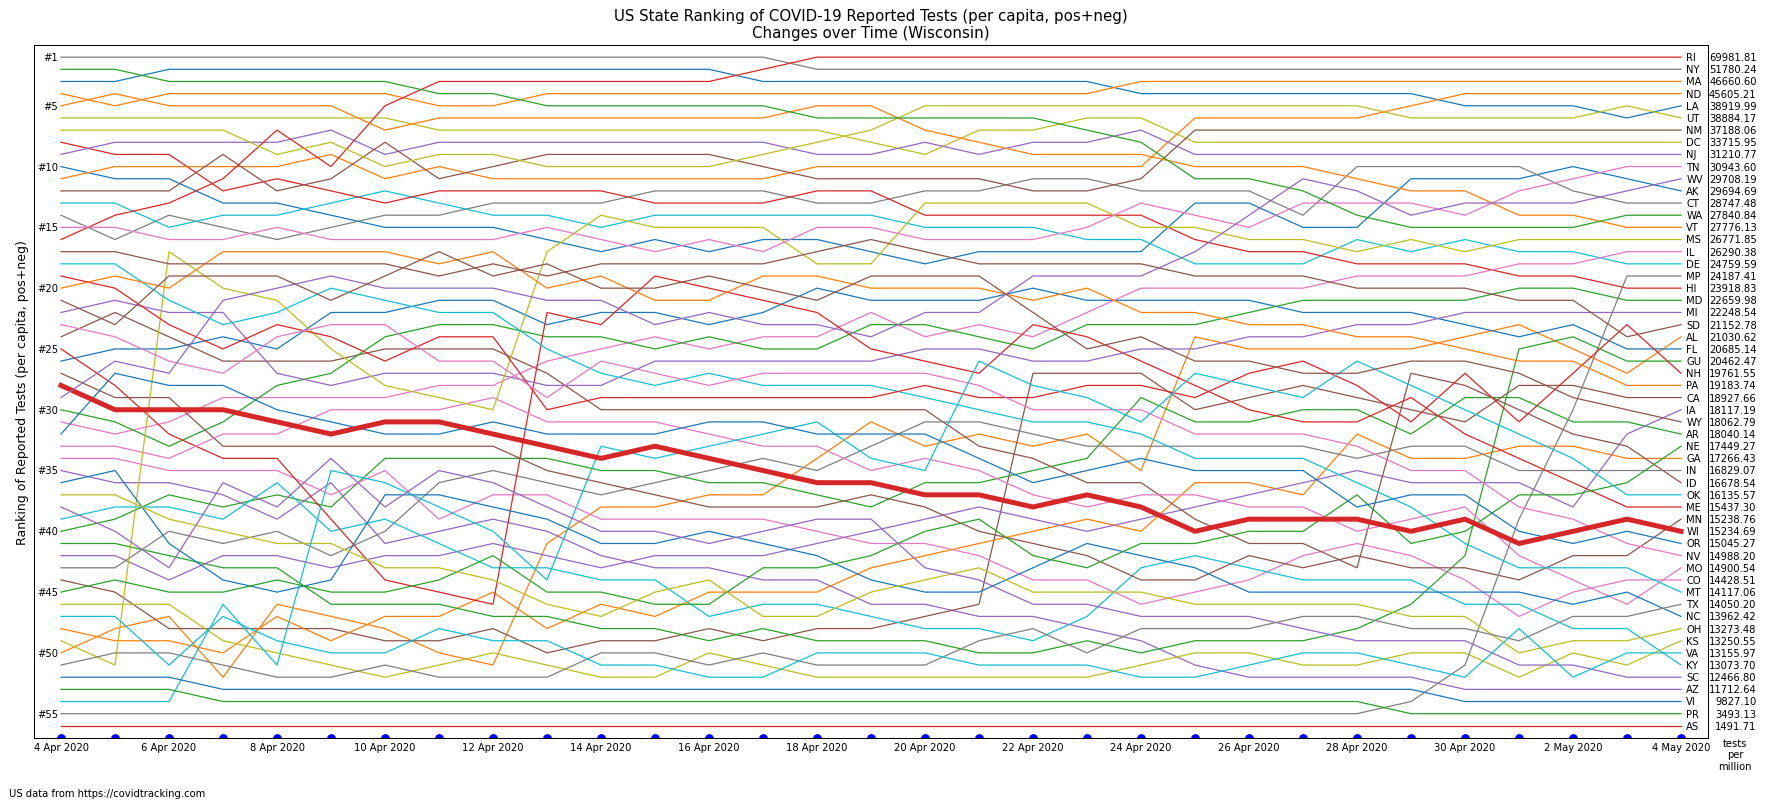 US State Ranking of COVID-19 Reported Tests (per capita, pos+neg)
Changes over Time (Wisconsin)
Ranking of Reported Tests (per capita, pos+neg)
#1
#5
#10
#15
#20
#25
#30
#35
#40
#45
#50
#55
RI 69981.81
NY 51780.24
MA 46660.60
ND 45605.21
LA 38919.99
UT 38884.17
NM 37188.06
DC 33715.95
NJ 31210.77
TN 30943.60
WV 29708.19
AK 29694.69
CT 28747.48
WA 27840.84
VT 27776.13
MS 26771.85
IL 26290.38
DE 24759.59
MP 24187.41
HI 23918.83
MD 22659.98
MI 22248.54
SD 21152.78
AL 21030.62
FL 20685.14
GU 20462.47
NH 19761.55
PA 19183.74
CA 18927.66
IA 18117.19
WY 18062.79
AR 18040.14
NE 17449.27
GA 17266.43
IN 16829.07
ID 16678.54
OK 16135.57
ME 15437.30
MN 15238.76
WI 15234.69
OR 15045.27
NV 14988.20
MO 14900.54
CO 14428.51
MT 14117.06
TX 14050.20
NC 13962.42
OH 13273.48
KS 13250.55
VA 13155.97
KY 13073.70
SC 12466.80
AZ 11712.64
VI 9827.10
PR 3493.13
AS 1491.71
4 Apr 2020
6 Apr 2020
8 Apr 2020
10 Apr 2020
12 Apr 2020
14 Apr 2020
16 Apr 2020
18 Apr 2020
20 Apr 2020
22 Apr 2020
24 Apr 2020
26 Apr 2020
28 Apr 2020
30 Apr 2020
2 May 2020
4 May 2020
tests
per
million
US data from https://covidtracking.com